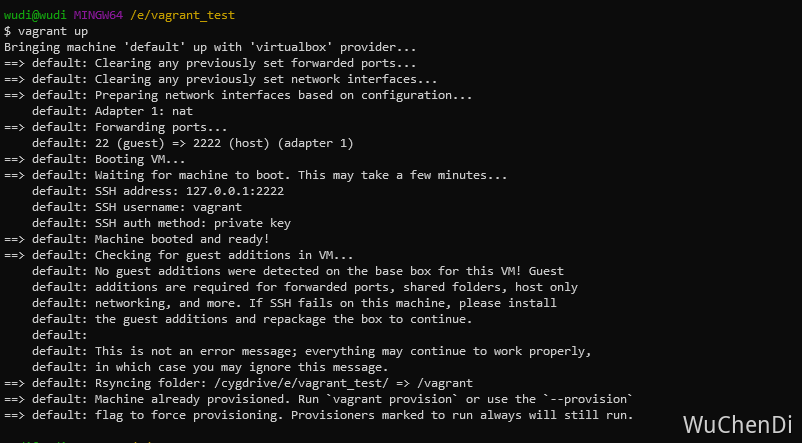 wudi@wudi MINGW64 /e/vagrant_test
$ vagrant up
Bringing machine 'default' up with 'virtualbox' provider...
==> default: Clearing any previously set forwarded ports...
==> default: Clearing any previously set network interfaces...
==> default: Preparing network interfaces based on configuration...
    default: Adapter 1: nat
==> default: Forwarding ports...
    default: 22 (guest) => 2222 (host) (adapter 1)
==> default: Booting VM...
==> default: Waiting for machine to boot. This may take a few minutes...
    default: SSH address: 127.0.0.1:2222
    default: SSH username: vagrant
    default: SSH auth method: private key
==> default: Machine booted and ready!
==> default: Checking for guest additions in VM...
    default: No guest additions were detected on the base box for this VM! Guest
    default: additions are required for forwarded ports, shared folders, host only
    default: networking, and more. If SSH fails on this machine, please install
    default: the guest additions and repackage the box to continue.
    default:
    default: This is not an error message; everything may continue to work properly,
    default: in which case you may ignore this message.
==> default: Rsyncing folder: /cygdrive/e/vagrant_test/ => /vagrant
==> default: Machine already provisioned. Run `vagrant provision` or use the `--provision`
==> default: flag to force provisioning. Provisioners marked to run always will still run.
WuChenDi